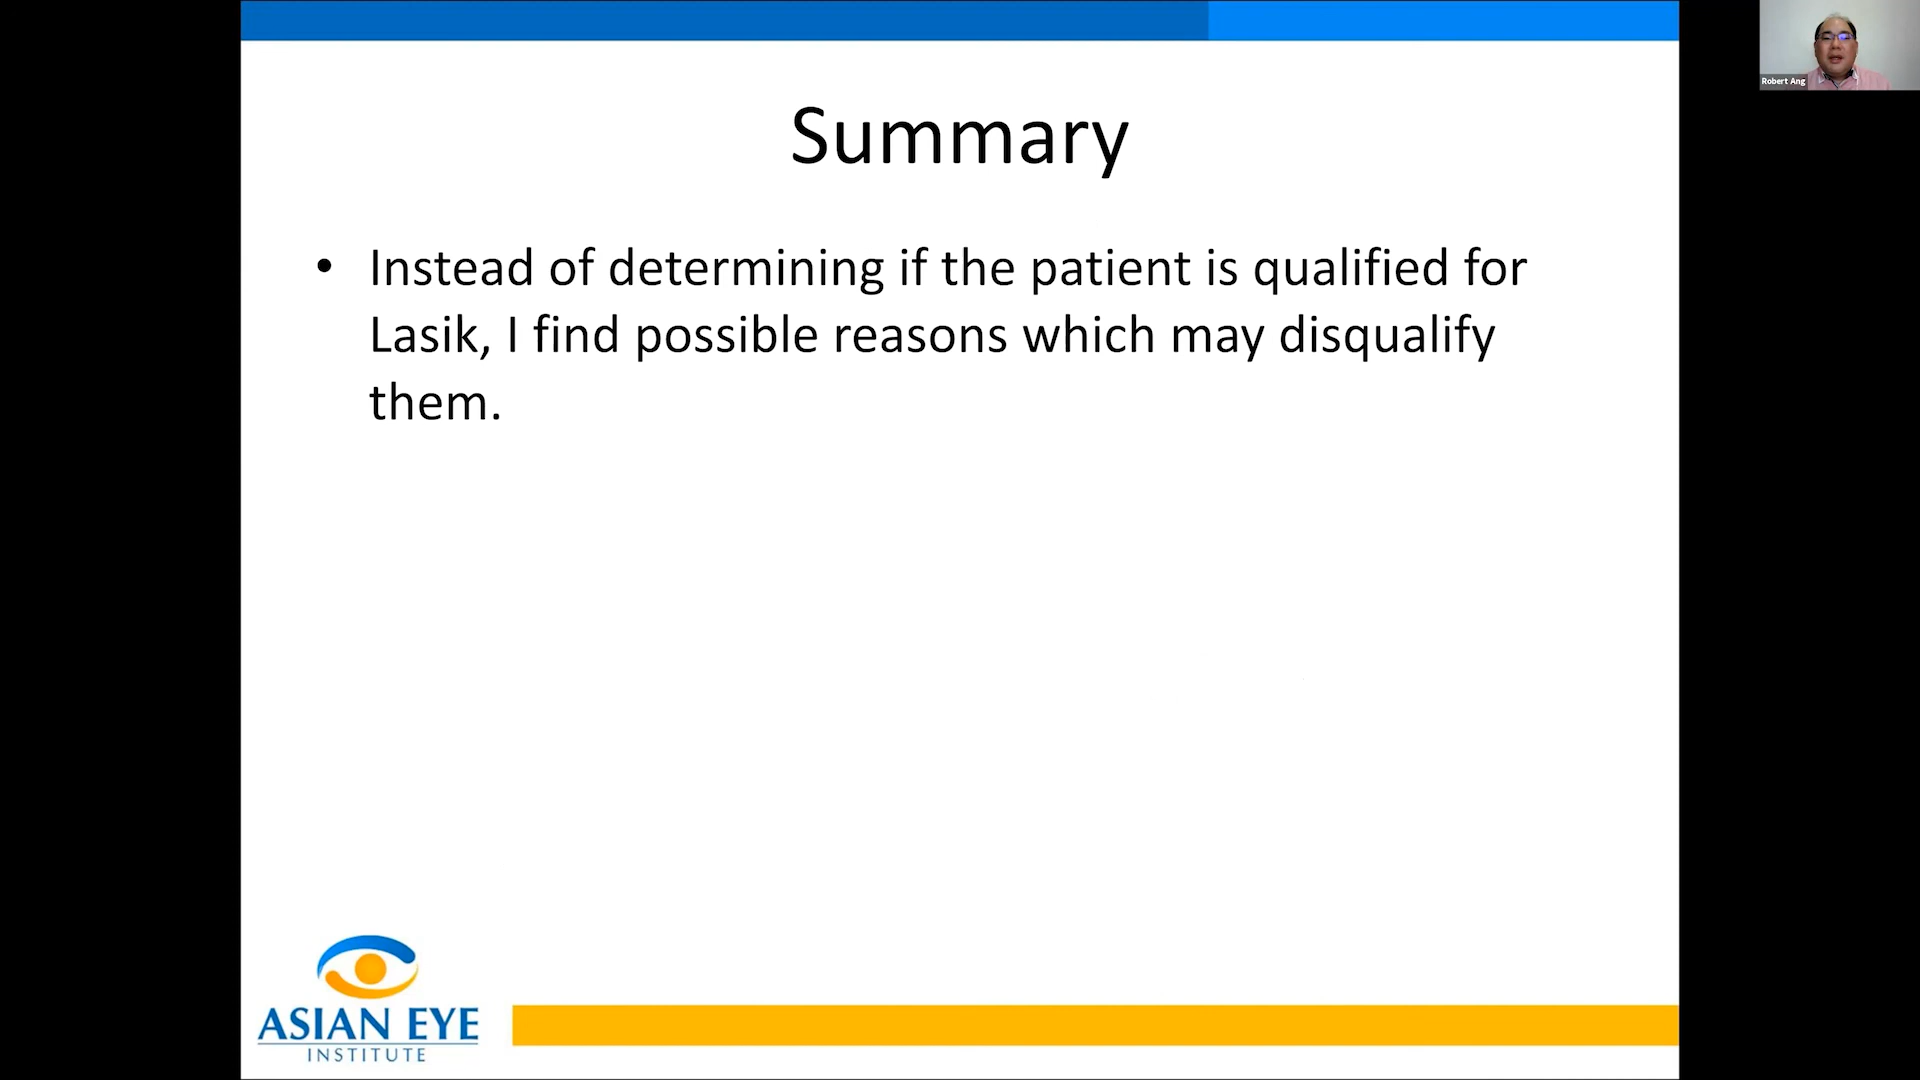 Robert Ang
Summary
• Instead of determining if the patient is qualified for
Lasik, I find possible reasons which may disqualify
them.
ASIAN EYE
INSTITUTE